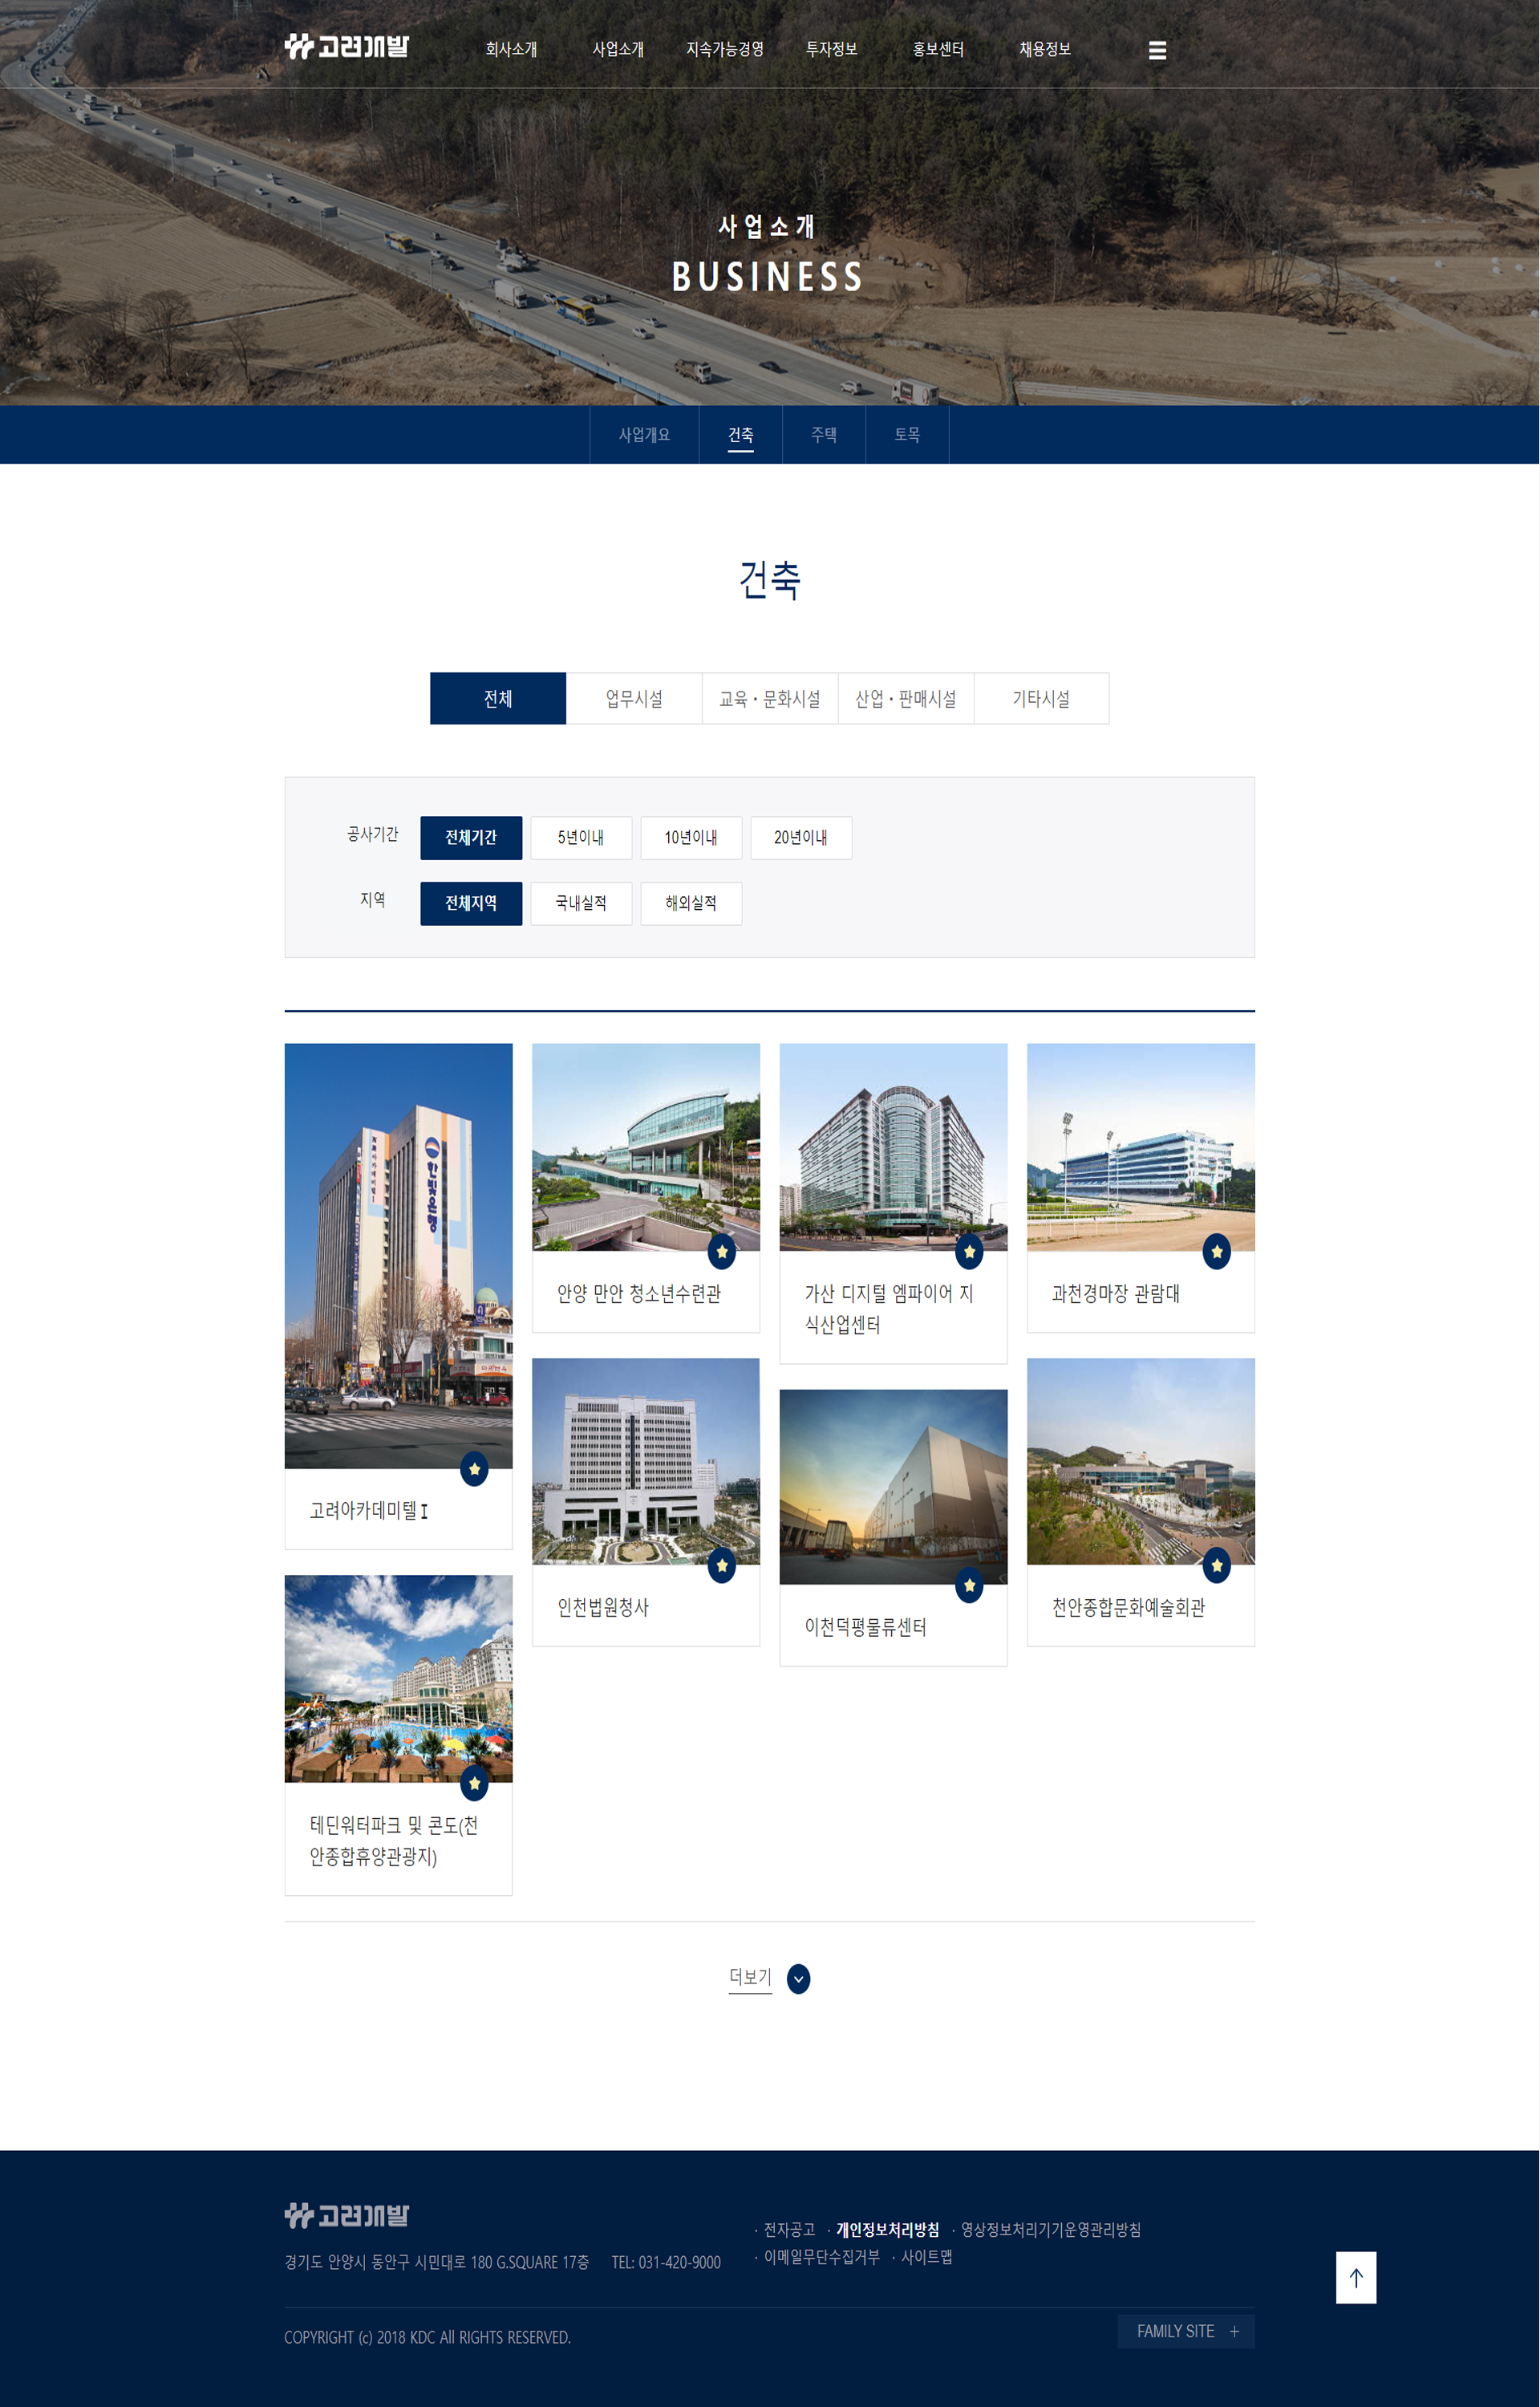 고려개발
회사소개 사업소개 지속가능경영 투자정보 홍보센터 채용정보
사업소개
BUSINESS
사업개요 건축 주택 토목
건축
전체 업무시설 교육·문화시설 산업·판매시설 기타시설
공사기간 전체기간 5년이내 10년이내 20년이내
지역 전체지역 국내실적 해외실적
한빛은행
고려아카데미텔 I
안양 만안 청소년수련관
가산 디지털 엠파이어 지
식산업센터
과천경마장 관람대
인천법원청사
이천덕평물류센터
천안종합문화예술회관
테딘워터파크 및 콘도(천
안종합휴양관광지)
더보기
고려개발
경기도 안양시 동안구 시민대로 180 G.SQUARE 17층 TEL: 031-420-9000
· 전자공고 · 개인정보처리방침 · 영상정보처리기기운영관리방침
· 이메일무단수집거부 · 사이트맵
COPYRIGHT (c) 2018 KDC All RIGHTS RESERVED.
FAMILY SITE +